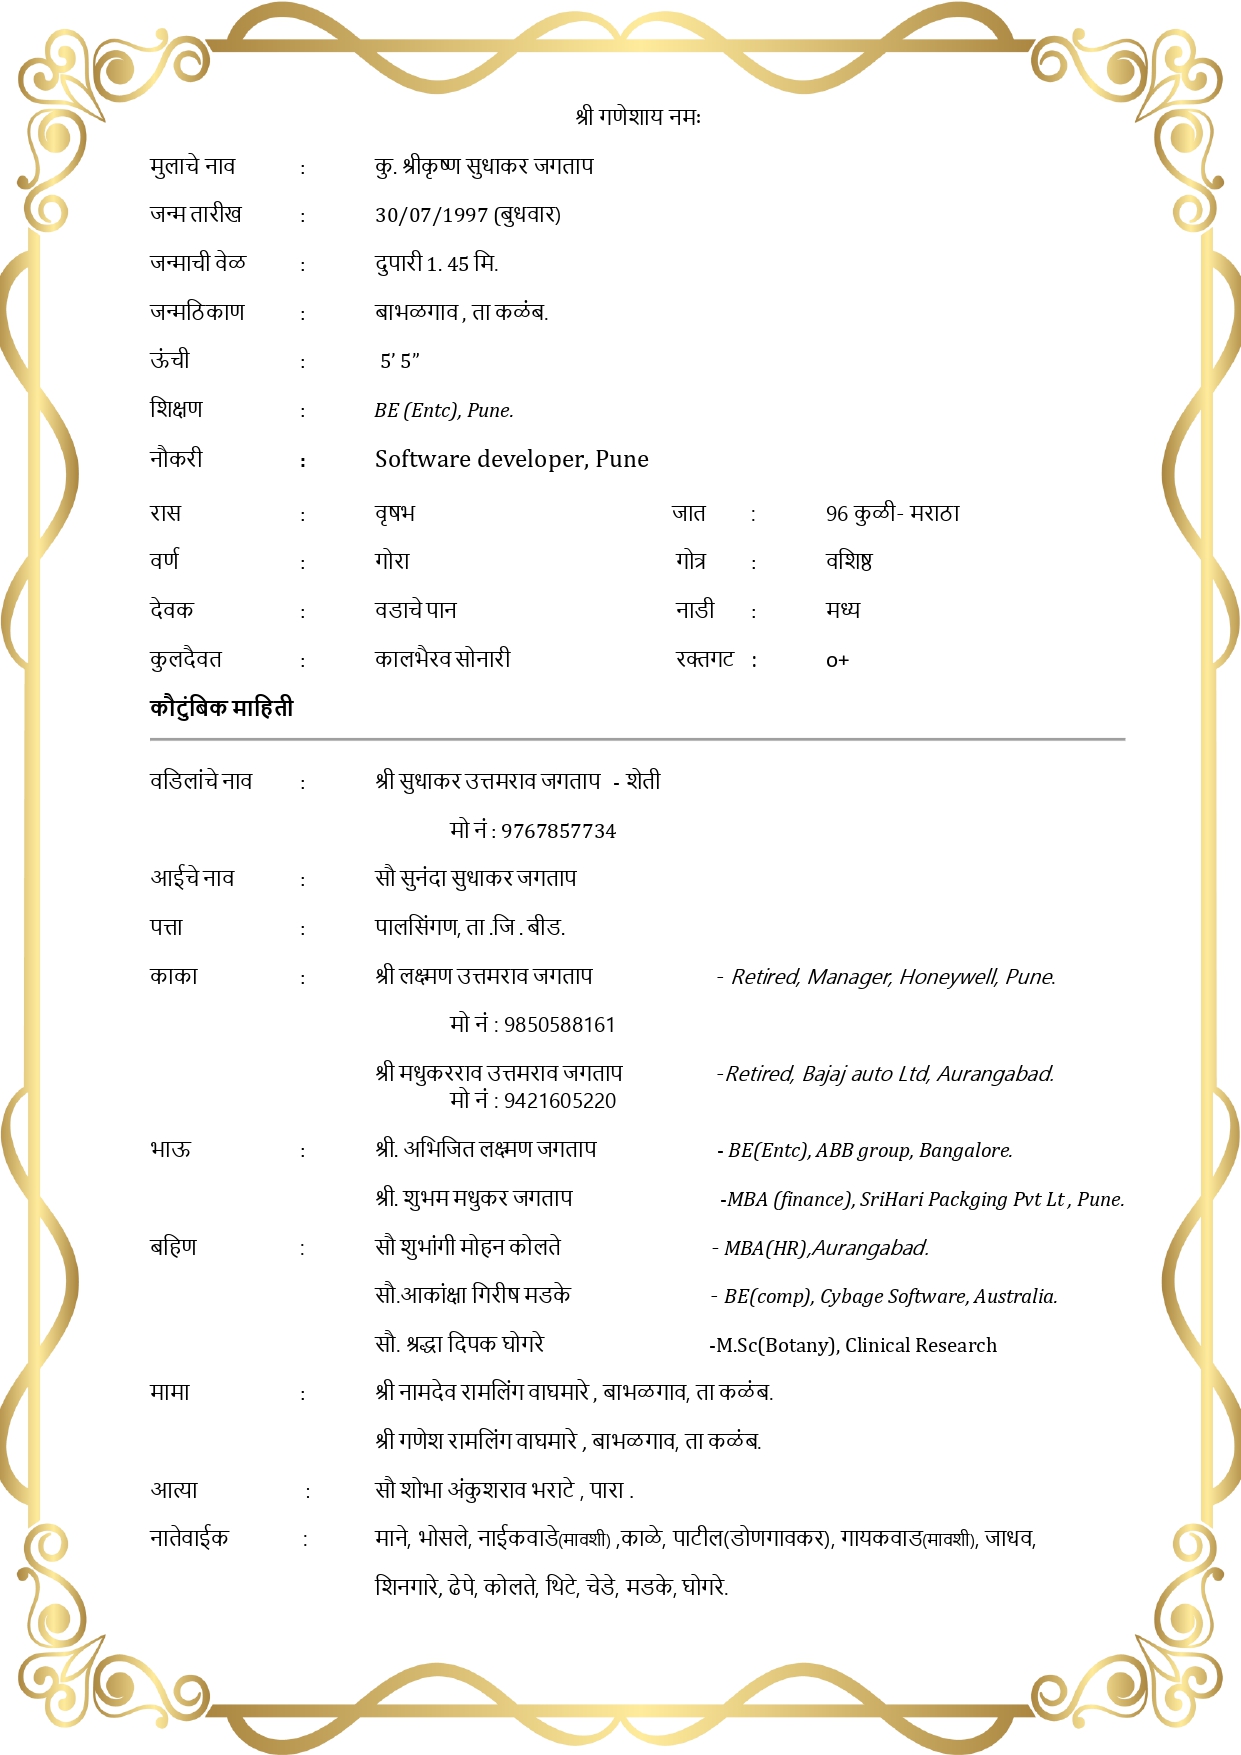 श्री गणेशाय नमः
मुलाचे नाव : कु. श्रीकृष्ण सुधाकर जगताप
जन्म तारीख : 30/07/1997 (बुधवार)
जन्माची वेळ : दुपारी 1. 45 मि.
जन्मठिकाण : बाभळगाव , ता कळंब.
ऊंची : 5’ 5”
शिक्षण : BE (Entc), Pune.
नौकरी : Software developer, Pune
रास : वृषभ जात : 96 कुळी- मराठा
वर्ण : गोरा गोत्र : वशिष्ठ
देवक : वडाचे पान नाडी : मध्य
कुलदैवत : कालभैरव सोनारी रक्तगट : o+
कौटुंबिक माहिती
वडिलांचे नाव : श्री सुधाकर उत्तमराव जगताप - शेती
मो नं : 9767857734
आईचे नाव : सौ सुनंदा सुधाकर जगताप
पत्ता : पालसिंगण, ता .जि . बीड.
काका : श्री लक्ष्मण उत्तमराव जगताप - Retired, Manager, Honeywell, Pune.
मो नं : 9850588161
श्री मधुकरराव उत्तमराव जगताप -Retired, Bajaj auto Ltd, Aurangabad.
मो नं : 9421605220
भाऊ : श्री. अभिजित लक्ष्मण जगताप - BE(Entc), ABB group, Bangalore.
श्री. शुभम मधुकर जगताप -MBA (finance), SriHari Packging Pvt Lt , Pune.
बहिण : सौ शुभांगी मोहन कोलते - MBA(HR),Aurangabad.
सौ.आकांक्षा गिरीष मडके - BE(comp), Cybage Software, Australia.
सौ. श्रद्धा दिपक घोगरे -M.Sc(Botany), Clinical Research
मामा : श्री नामदेव रामलिंग वाघमारे , बाभळगाव, ता कळंब.
श्री गणेश रामलिंग वाघमारे , बाभळगाव, ता कळंब.
आत्या : सौ शोभा अंकुशराव भराटे , पारा .
नातेवाईक : माने, भोसले, नाईकवाडे(मावशी) ,काळे, पाटील(डोणगावकर), गायकवाड(मावशी), जाधव,
शिनगारे, ढेपे, कोलते, थिटे, चेडे, मडके, घोगरे.